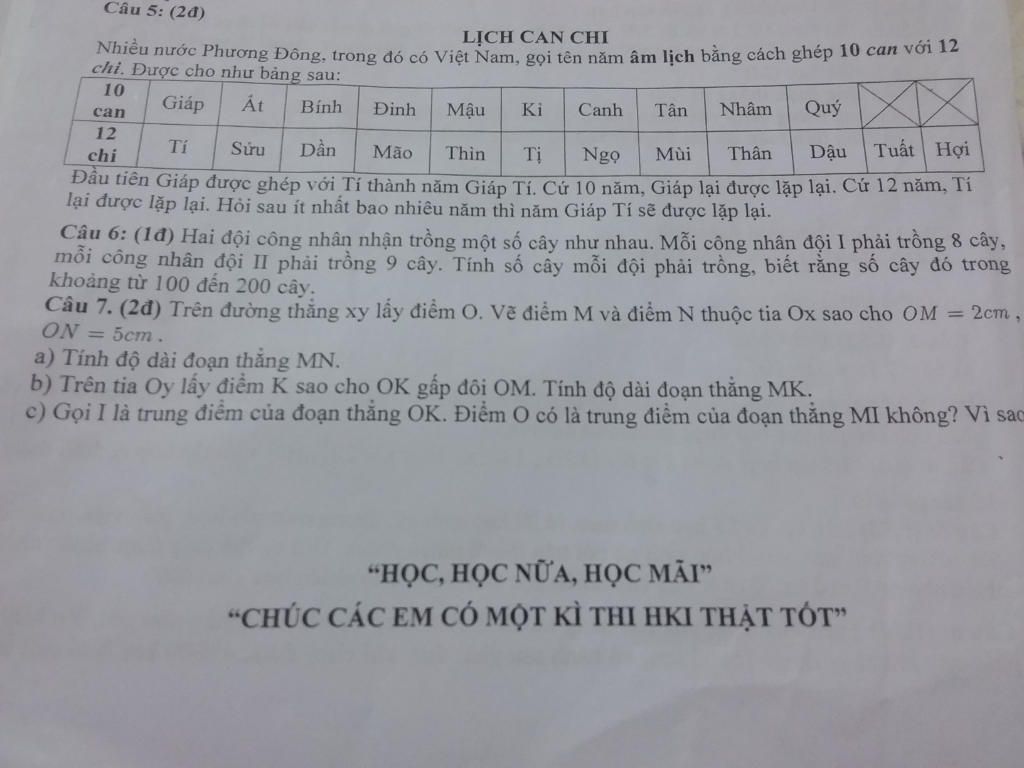 Câu 5: (2đ)
LỊCH CAN CHI
Nhiều nước Phương Đông, trong đó có Việt Nam, gọi tên năm âm lịch bằng cách ghép 10 can với 12
chi. Được cho như bảng sau:
10 can Giáp Ất Bính Đinh Mậu Kỉ Canh Tân Nhâm Quý
12 chi Tí Sửu Dần Mão Thìn Tị Ngọ Mùi Thân Dậu Tuất Hợi
Đầu tiên Giáp được ghép với Tí thành năm Giáp Tí. Cứ 10 năm, Giáp lại được lặp lại. Cứ 12 năm, Tí
lại được lặp lại. Hỏi sau ít nhất bao nhiêu năm thì năm Giáp Tí sẽ được lặp lại.
Câu 6: (1đ) Hai đội công nhân nhận trồng một số cây như nhau. Mỗi công nhân đội I phải trồng 8 cây,
mỗi công nhân đội II phải trồng 9 cây. Tính số cây mỗi đội phải trồng, biết rằng số cây đó trong
khoảng từ 100 đến 200 cây.
Câu 7. (2đ) Trên đường thẳng xy lấy điểm O. Vẽ điểm M và điểm N thuộc tia Ox sao cho OM = 2cm ,
ON = 5cm .
a) Tính độ dài đoạn thẳng MN.
b) Trên tia Oy lấy điểm K sao cho OK gấp đôi OM. Tính độ dài đoạn thẳng MK.
c) Gọi I là trung điểm của đoạn thẳng OK. Điểm O có là trung điểm của đoạn thẳng MI không? Vì sao
“HỌC, HỌC NỮA, HỌC MÃI”
“CHÚC CÁC EM CÓ MỘT KÌ THI HKI THẬT TỐT”